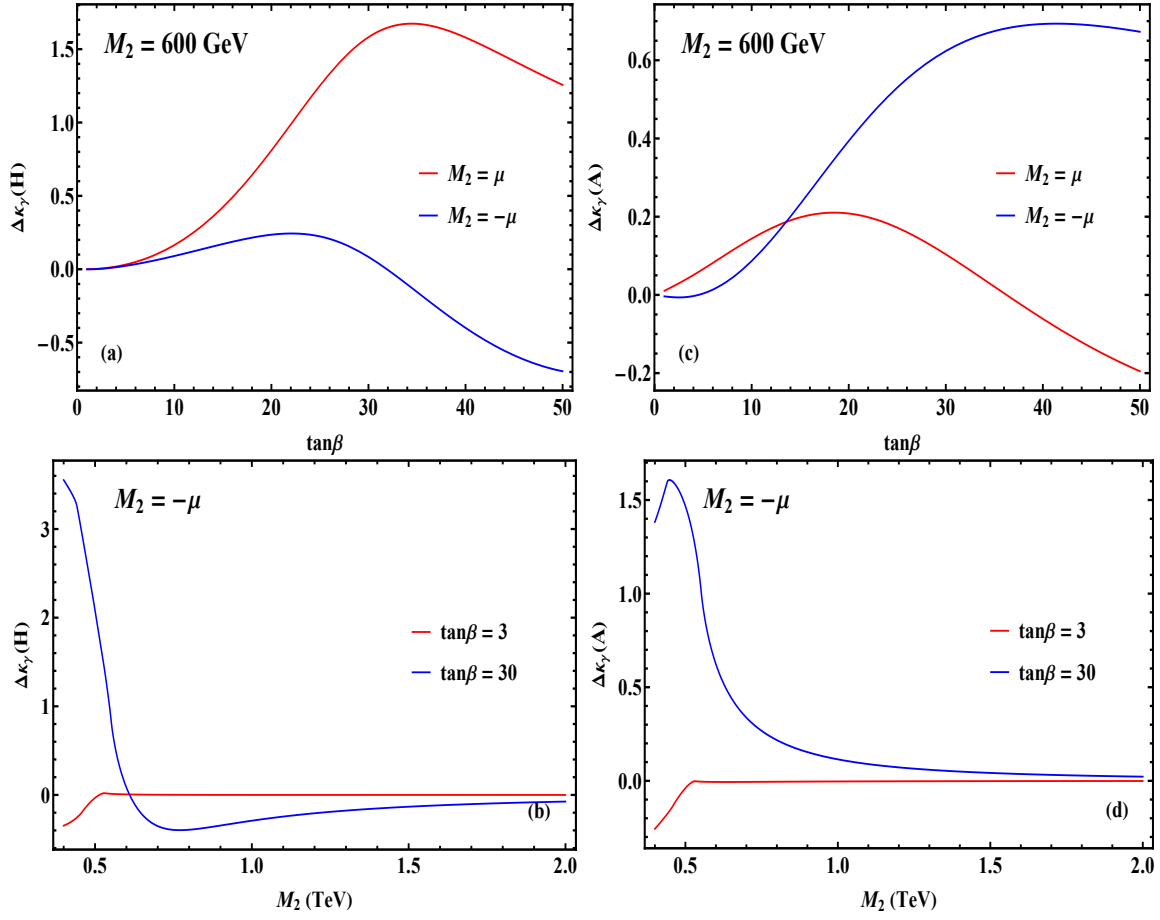 M₂ = 600 GeV
Δκᵧ(H)
1.5
1.0
0.5
0.0
−0.5
M₂ = μ
M₂ = −μ
(a)
0 10 20 30 40 50
tanβ
M₂ = 600 GeV
Δκᵧ(A)
0.6
0.4
0.2
0.0
−0.2
M₂ = μ
M₂ = −μ
(c)
0 10 20 30 40 50
tanβ
M₂ = −μ
Δκᵧ(H)
3
2
1
0
tanβ = 3
tanβ = 30
(b)
0.5 1.0 1.5 2.0
M₂ (TeV)
M₂ = −μ
Δκᵧ(A)
1.5
1.0
0.5
0.0
tanβ = 3
tanβ = 30
(d)
0.5 1.0 1.5 2.0
M₂ (TeV)